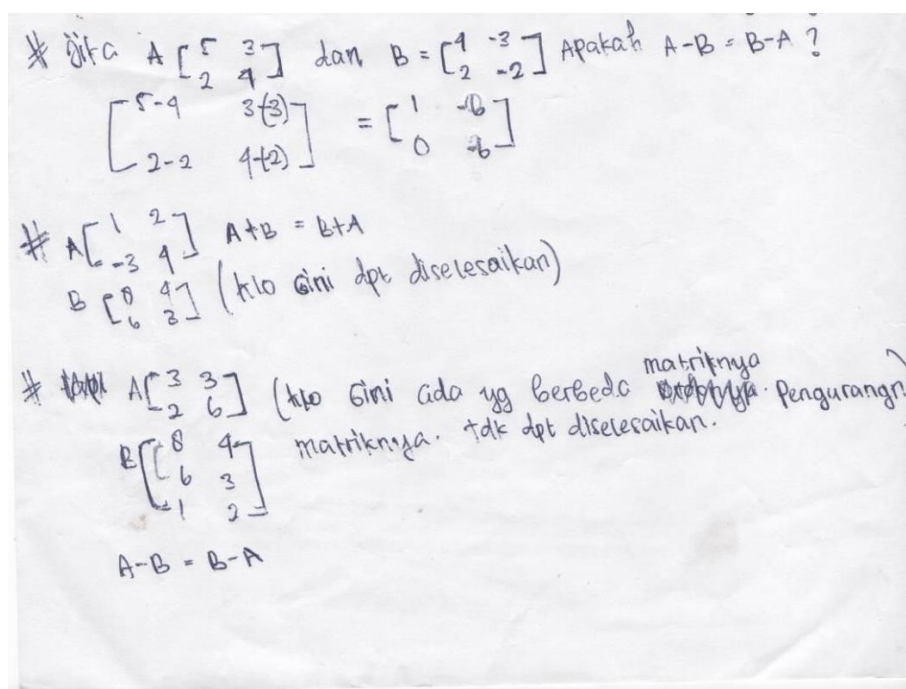 # Jika A [5 3] dan B = [4 -3] Apakah A-B = B-A ?
[2 4] [2 -2]
[5-4 3-(3)] = [1 -6]
[2-2 4-(-2)] [0 -6]
# A [1 2] A+B = B+A
[-3 4]
B [8 4] (klo Gini dpt diselesaikan)
[6 3]
# A [3 3] (klo Gini ada yg berbeda matriknya. Pengurangn)
[2 6]
B [8 4] matriknya. tdk dpt diselesaikan.
[6 3]
[1 2]
A-B = B-A